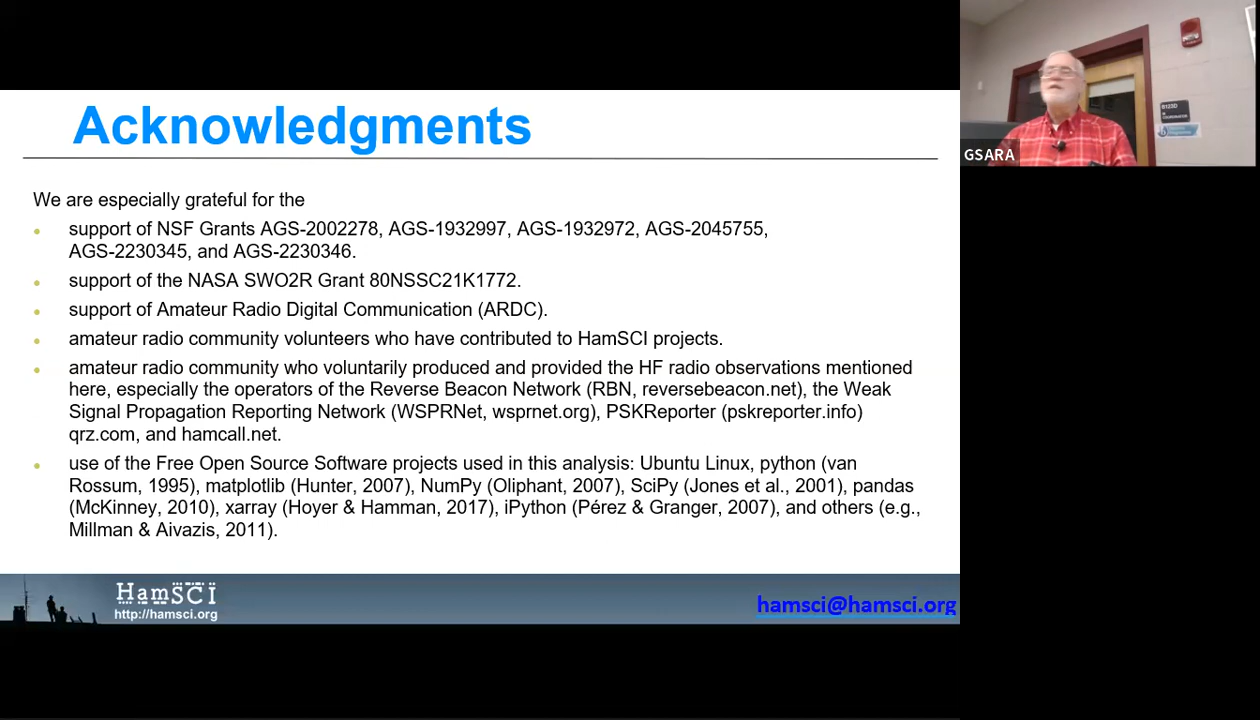 Acknowledgments
We are especially grateful for the
support of NSF Grants AGS-2002278, AGS-1932997, AGS-1932972, AGS-2045755,
AGS-2230345, and AGS-2230346.
support of the NASA SWO2R Grant 80NSSC21K1772.
support of Amateur Radio Digital Communication (ARDC).
amateur radio community volunteers who have contributed to HamSCI projects.
amateur radio community who voluntarily produced and provided the HF radio observations mentioned
here, especially the operators of the Reverse Beacon Network (RBN, reversebeacon.net), the Weak
Signal Propagation Reporting Network (WSPRNet, wsprnet.org), PSKReporter (pskreporter.info)
qrz.com, and hamcall.net.
use of the Free Open Source Software projects used in this analysis: Ubuntu Linux, python (van
Rossum, 1995), matplotlib (Hunter, 2007), NumPy (Oliphant, 2007), SciPy (Jones et al., 2001), pandas
(McKinney, 2010), xarray (Hoyer & Hamman, 2017), iPython (Pérez & Granger, 2007), and others (e.g.,
Millman & Aivazis, 2011).
HamSCI
http://hamsci.org
hamsci@hamsci.org
GSARA